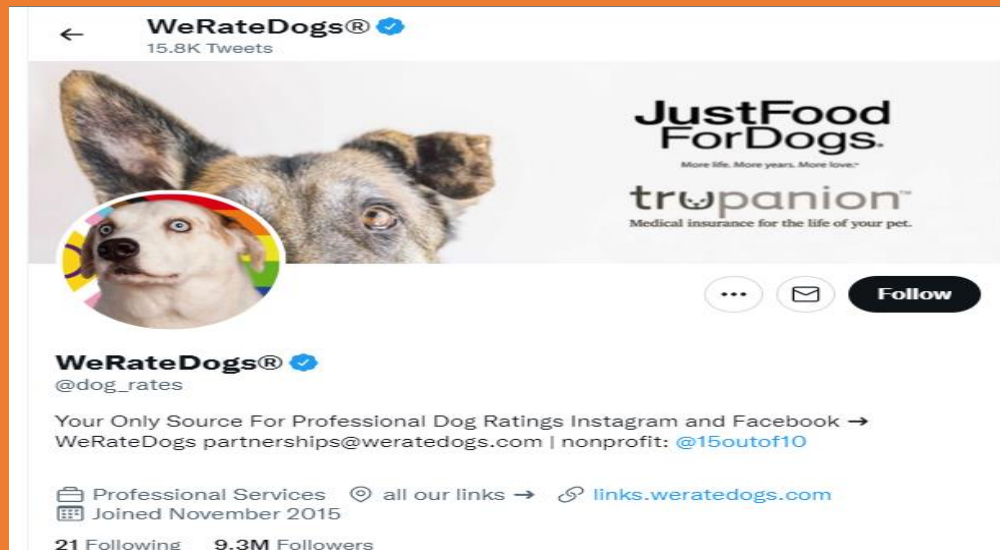 WeRateDogs®
15.8K Tweets
JustFood
ForDogs.
More life. More years. More love.™
trupanion™
Medical insurance for the life of your pet.
Follow
WeRateDogs®
@dog_rates
Your Only Source For Professional Dog Ratings Instagram and Facebook →
WeRateDogs partnerships@weratedogs.com | nonprofit: @15outof10
Professional Services all our links → links.weratedogs.com
Joined November 2015
21 Following 9.3M Followers